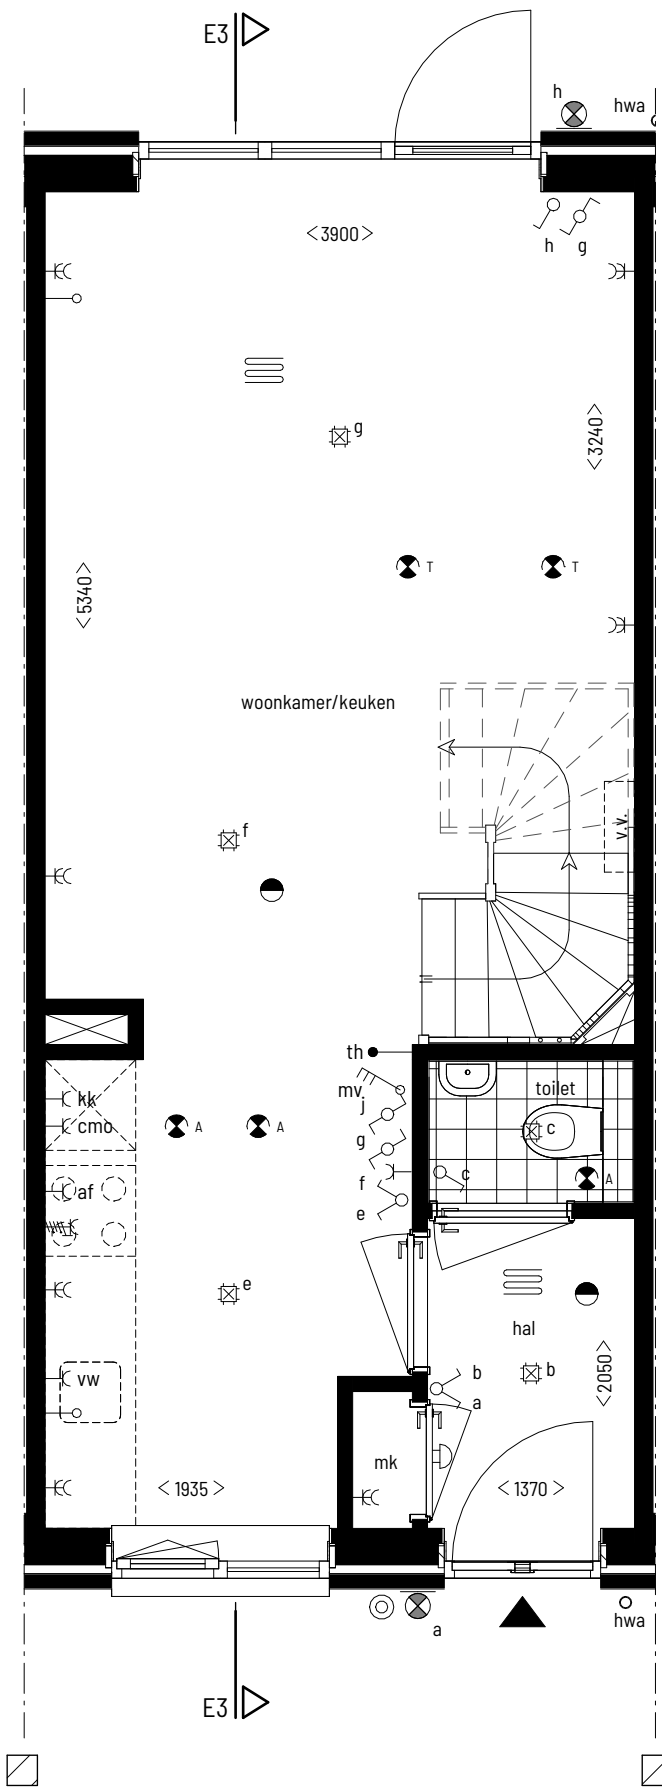 E3
h
hwa
<3900>
h g
g
<3240>
T T
<5340>
woonkamer/keuken
v.v.
f
th
mv
j
toilet
kk
cmo
A A
c
g
c
af
f
A
e
e
hal
b
<2050>
vw
b
a
mk
<1935>
<1370>
a
hwa
E3